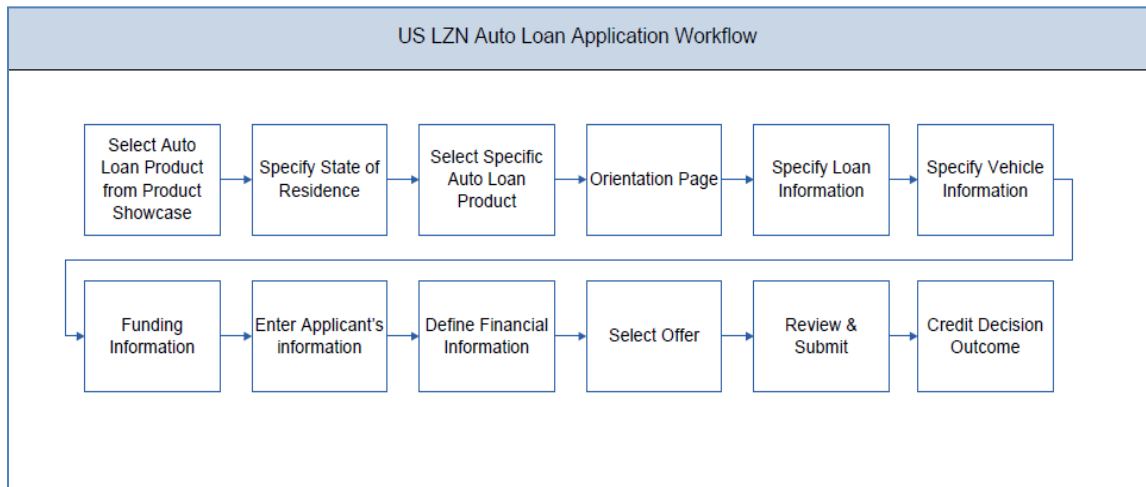 US LZN Auto Loan Application Workflow
Select Auto
Loan Product
from Product
Showcase
Specify State of
Residence
Select Specific
Auto Loan
Product
Orientation Page
Specify Loan
Information
Specify Vehicle
Information
Funding
Information
Enter Applicant's
information
Define Financial
Information
Select Offer
Review &
Submit
Credit Decision
Outcome